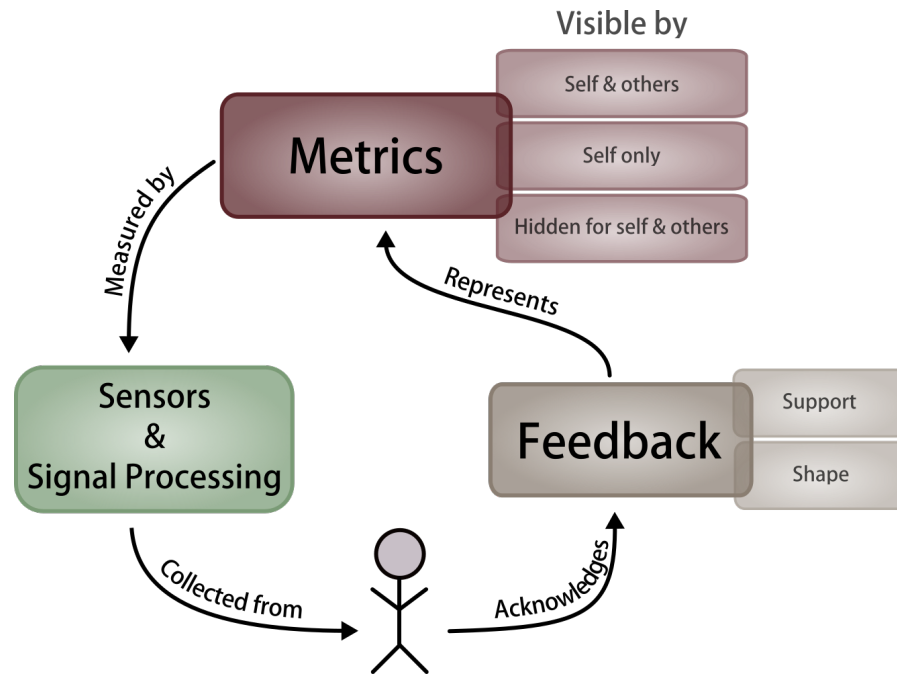 Visible by
Self & others
Metrics
Self only
Hidden for self & others
Measured by
Represents
Sensors
&
Signal Processing
Feedback
Support
Shape
Collected from
Acknowledges